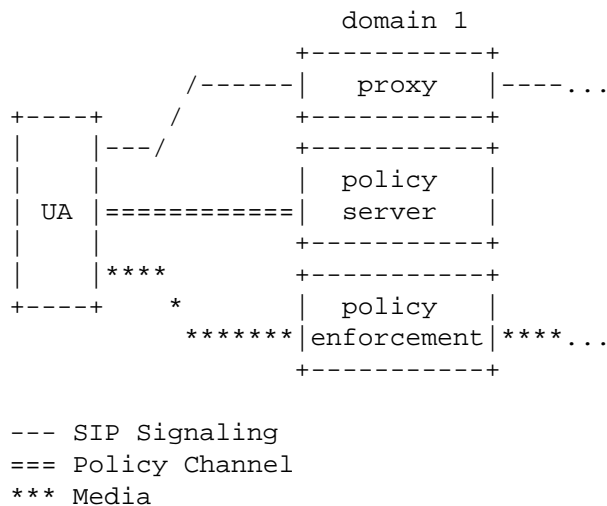 domain 1
proxy
policy
UA server
policy
enforcement
--- SIP Signaling
=== Policy Channel
*** Media